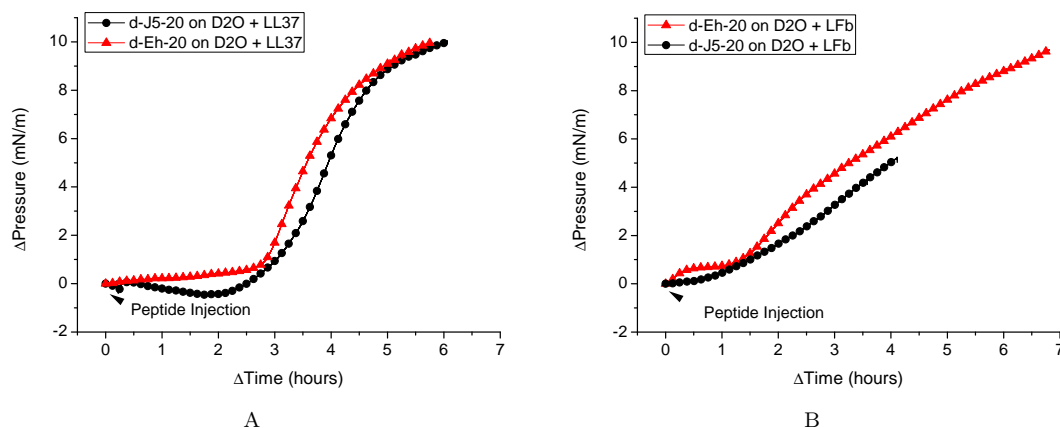 d-J5-20 on D2O + LL37
d-Eh-20 on D2O + LL37
10
8
6
4
2
0
-2
ΔPressure (mN/m)
Peptide Injection
0 1 2 3 4 5 6 7
ΔTime (hours)
A
d-Eh-20 on D2O + LFb
d-J5-20 on D2O + LFb
10
8
6
4
2
0
-2
ΔPressure (mN/m)
Peptide Injection
0 1 2 3 4 5 6 7
ΔTime (hours)
B